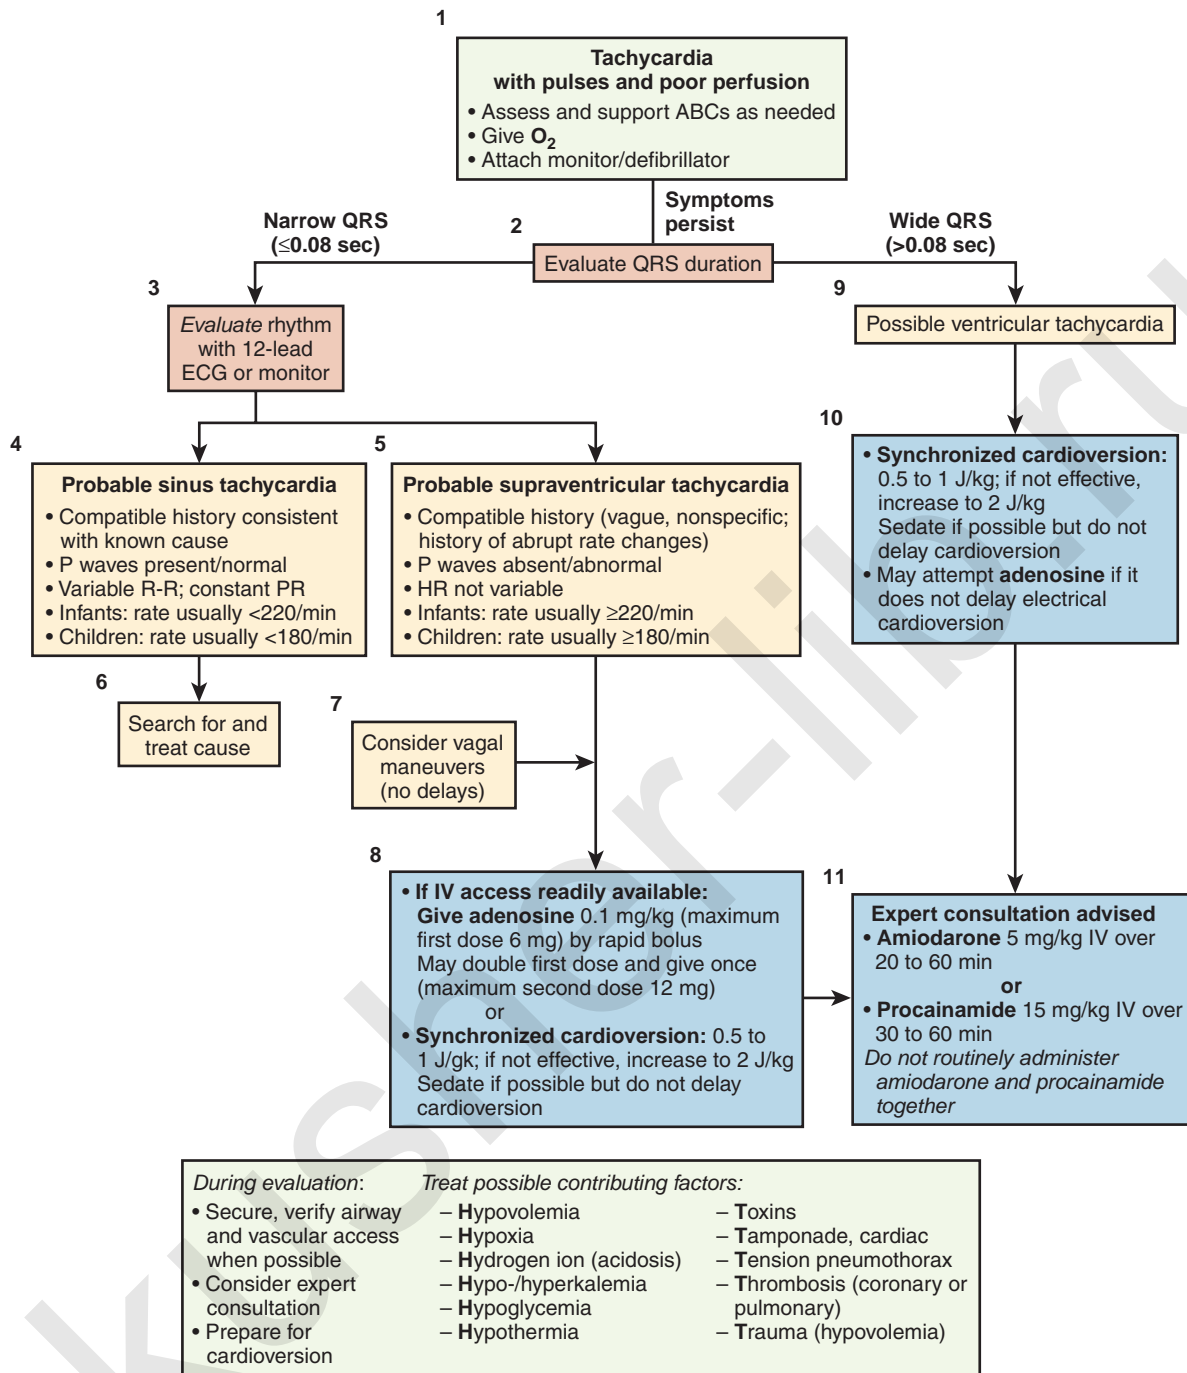 1
Tachycardia
with pulses and poor perfusion
• Assess and support ABCs as needed
• Give O2
• Attach monitor/defibrillator
Symptoms
persist
Narrow QRS
(≤0.08 sec)
2
Evaluate QRS duration
Wide QRS
(>0.08 sec)
3
Evaluate rhythm
with 12-lead
ECG or monitor
9
Possible ventricular tachycardia
4
Probable sinus tachycardia
• Compatible history consistent
with known cause
• P waves present/normal
• Variable R-R; constant PR
• Infants: rate usually <220/min
• Children: rate usually <180/min
5
Probable supraventricular tachycardia
• Compatible history (vague, nonspecific;
history of abrupt rate changes)
• P waves absent/abnormal
• HR not variable
• Infants: rate usually ≥220/min
• Children: rate usually ≥180/min
10
• Synchronized cardioversion:
0.5 to 1 J/kg; if not effective,
increase to 2 J/kg
Sedate if possible but do not
delay cardioversion
• May attempt adenosine if it
does not delay electrical
cardioversion
6
Search for and
treat cause
7
Consider vagal
maneuvers
(no delays)
8
• If IV access readily available:
Give adenosine 0.1 mg/kg (maximum
first dose 6 mg) by rapid bolus
May double first dose and give once
(maximum second dose 12 mg)
or
• Synchronized cardioversion: 0.5 to
1 J/gk; if not effective, increase to 2 J/kg
Sedate if possible but do not delay
cardioversion
11
Expert consultation advised
• Amiodarone 5 mg/kg IV over
20 to 60 min
or
• Procainamide 15 mg/kg IV over
30 to 60 min
Do not routinely administer
amiodarone and procainamide
together
During evaluation:
• Secure, verify airway
and vascular access
when possible
• Consider expert
consultation
• Prepare for
cardioversion
Treat possible contributing factors:
– Hypovolemia
– Hypoxia
– Hydrogen ion (acidosis)
– Hypo-/hyperkalemia
– Hypoglycemia
– Hypothermia
– Toxins
– Tamponade, cardiac
– Tension pneumothorax
– Thrombosis (coronary or
pulmonary)
– Trauma (hypovolemia)
kusher-lib.ru